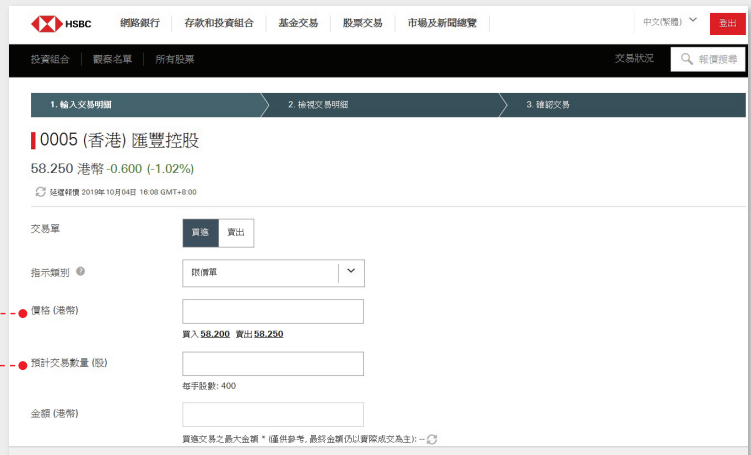 HSBC 網路銀行 存款和投資組合 基金交易 股票交易 市場及新聞總覽 中文(繁體) 登出
投資組合 觀察名單 所有股票 交易狀況 報價搜尋
1. 輸入交易明細 2. 檢視交易明細 3. 確認交易
0005 (香港) 匯豐控股
58.250 港幣 -0.600 (-1.02%)
延遲報價 2019年10月04日 16:08 GMT+8:00
交易單 買進 賣出
指示類別 ? 限價單
價格 (港幣)
買入 58.200 賣出 58.250
預計交易數量 (股)
每手股數: 400
金額 (港幣)
買進交易之最大金額 * (僅供參考, 最終金額仍以實際成交為主): --